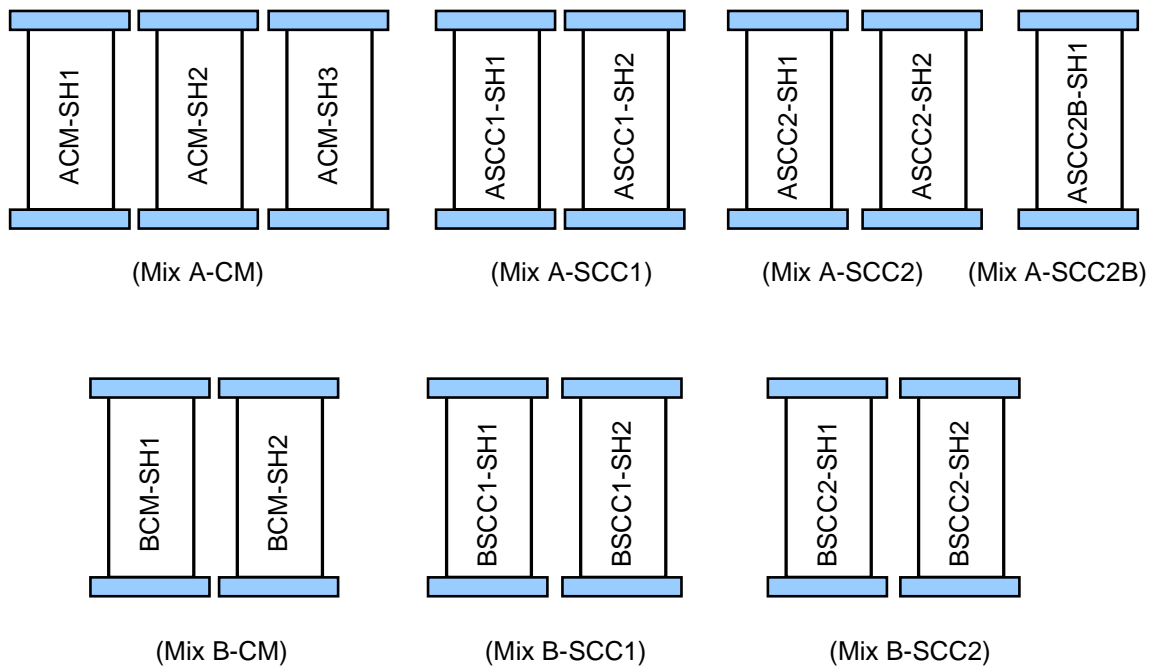 ACM-SH1
ACM-SH2
ACM-SH3
ASCC1-SH1
ASCC1-SH2
ASCC2-SH1
ASCC2-SH2
ASCC2B-SH1
(Mix A-CM)
(Mix A-SCC1)
(Mix A-SCC2)
(Mix A-SCC2B)
BCM-SH1
BCM-SH2
BSCC1-SH1
BSCC1-SH2
BSCC2-SH1
BSCC2-SH2
(Mix B-CM)
(Mix B-SCC1)
(Mix B-SCC2)